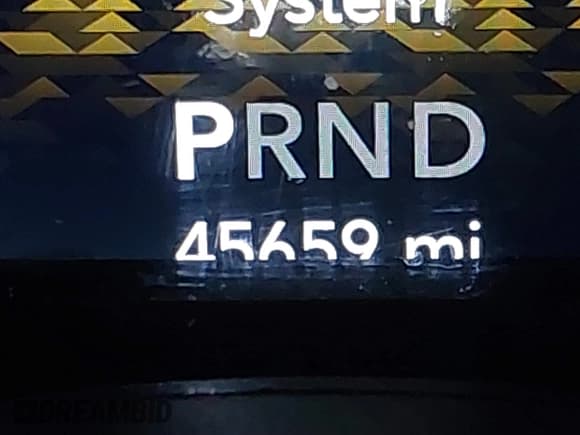 System
PRND
45659 mi
DREAMBID